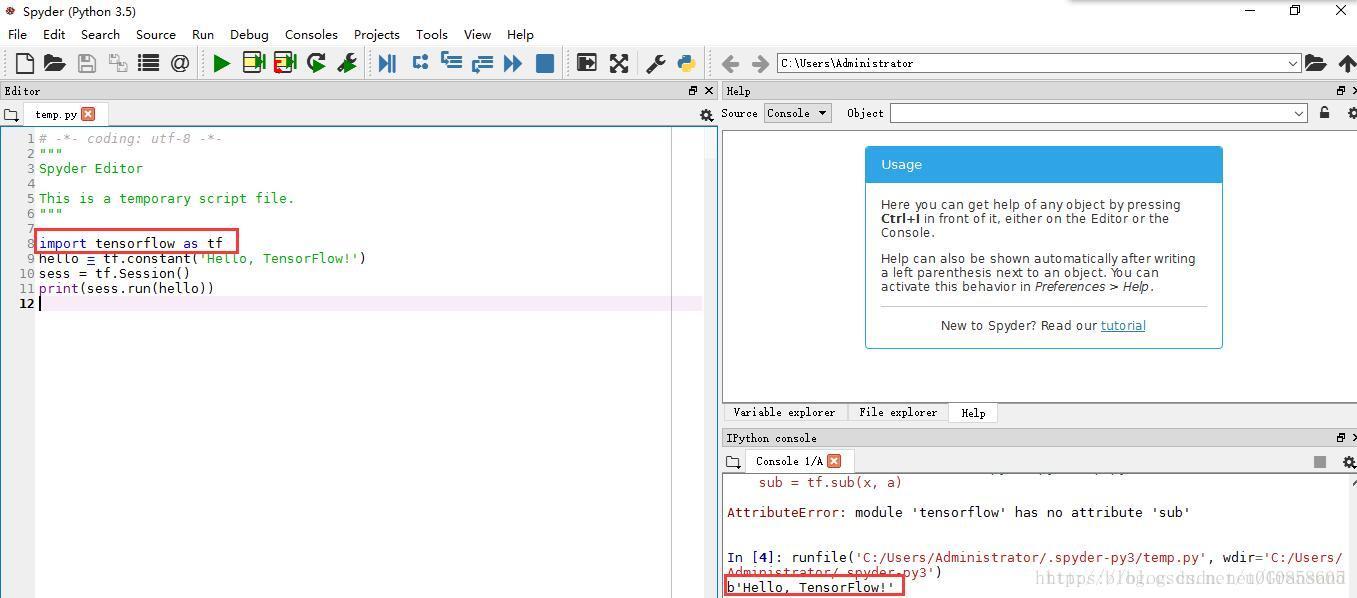 Spyder (Python 3.5)
File Edit Search Source Run Debug Consoles Projects Tools View Help
C:\Users\Administrator
Editor
temp.py
1 # -*- coding: utf-8 -*-
2 """
3 Spyder Editor
4
5 This is a temporary script file.
6 """
7
8 import tensorflow as tf
9 hello = tf.constant('Hello, TensorFlow!')
10 sess = tf.Session()
11 print(sess.run(hello))
12
Help
Source Console Object
Usage
Here you can get help of any object by pressing
Ctrl+I in front of it, either on the Editor or the
Console.
Help can also be shown automatically after writing
a left parenthesis next to an object. You can
activate this behavior in Preferences > Help.
New to Spyder? Read our tutorial
Variable explorer File explorer Help
IPython console
Console 1/A
sub = tf.sub(x, a)
AttributeError: module 'tensorflow' has no attribute 'sub'
In [4]: runfile('C:/Users/Administrator/.spyder-py3/temp.py', wdir='C:/Users/
Administrator/.spyder-py3')
b'Hello, TensorFlow!'